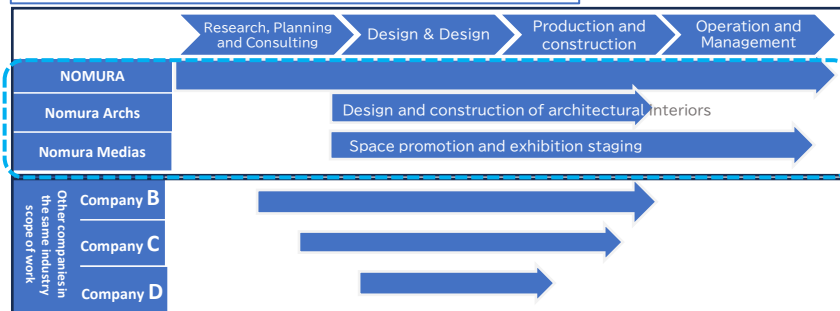 Research, Planning
and Consulting
Design & Design
Production and
construction
Operation and
Management
NOMURA
Nomura Archs
Design and construction of architectural Interiors
Nomura Medias
Space promotion and exhibition staging
Other companies in
the same industry
scope of work
Company B
Company C
Company D